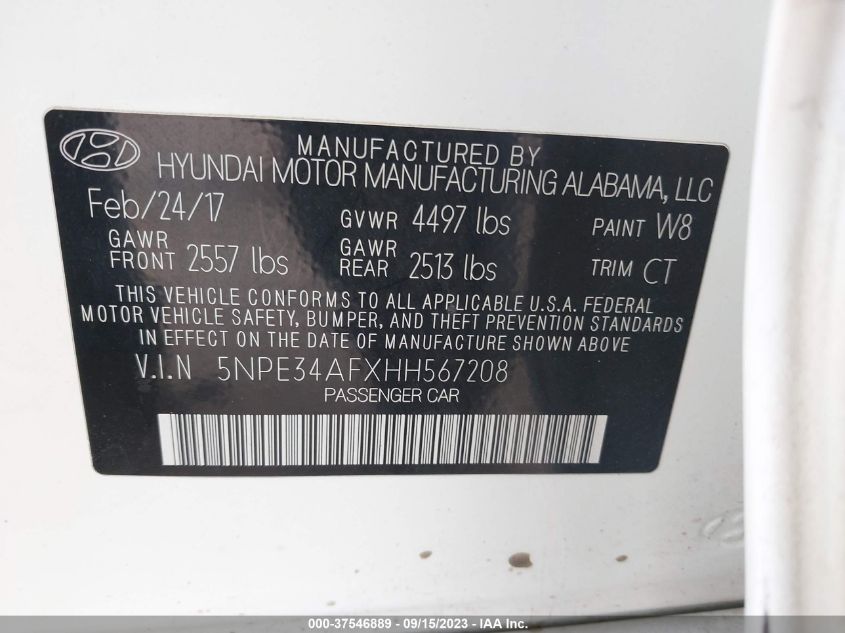 MANUFACTURED BY
HYUNDAI MOTOR MANUFACTURING ALABAMA, LLC
Feb/24/17 GVWR 4497 lbs PAINT W8
GAWR FRONT 2557 lbs GAWR REAR 2513 lbs TRIM CT
THIS VEHICLE CONFORMS TO ALL APPLICABLE U.S.A. FEDERAL
MOTOR VEHICLE SAFETY, BUMPER, AND THEFT PREVENTION STANDARDS
IN EFFECT ON THE DATE OF MANUFACTURE SHOWN ABOVE
V.I.N 5NPE34AFXHH567208
PASSENGER CAR
000-37546889 - 09/15/2023 - IAA Inc.